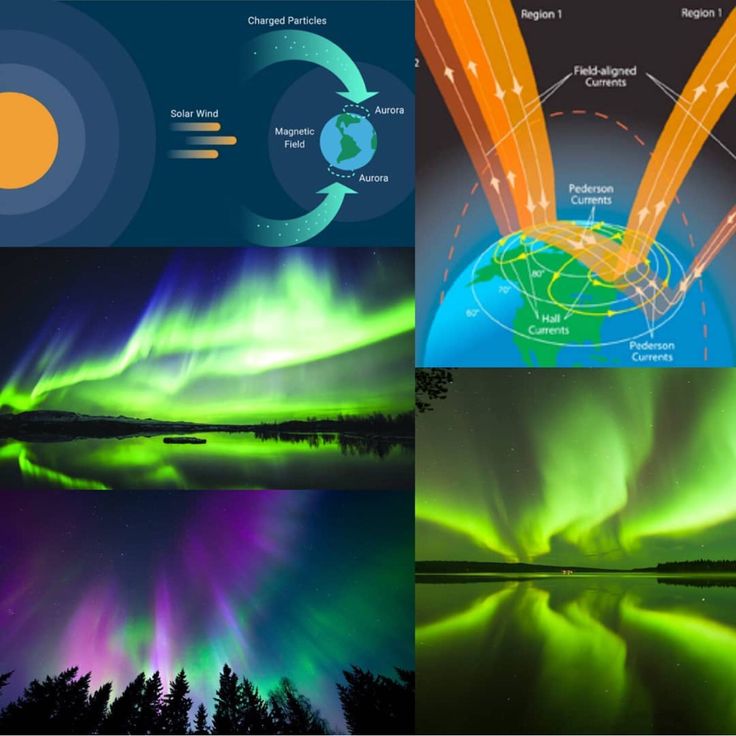 Charged Particles
Aurora
Solar Wind
Magnetic
Field
Aurora
Region 1
Region 1
2
Field-aligned
Currents
Pederson
Currents
80°
70°
60°
Hall
Currents
Pederson
Currents